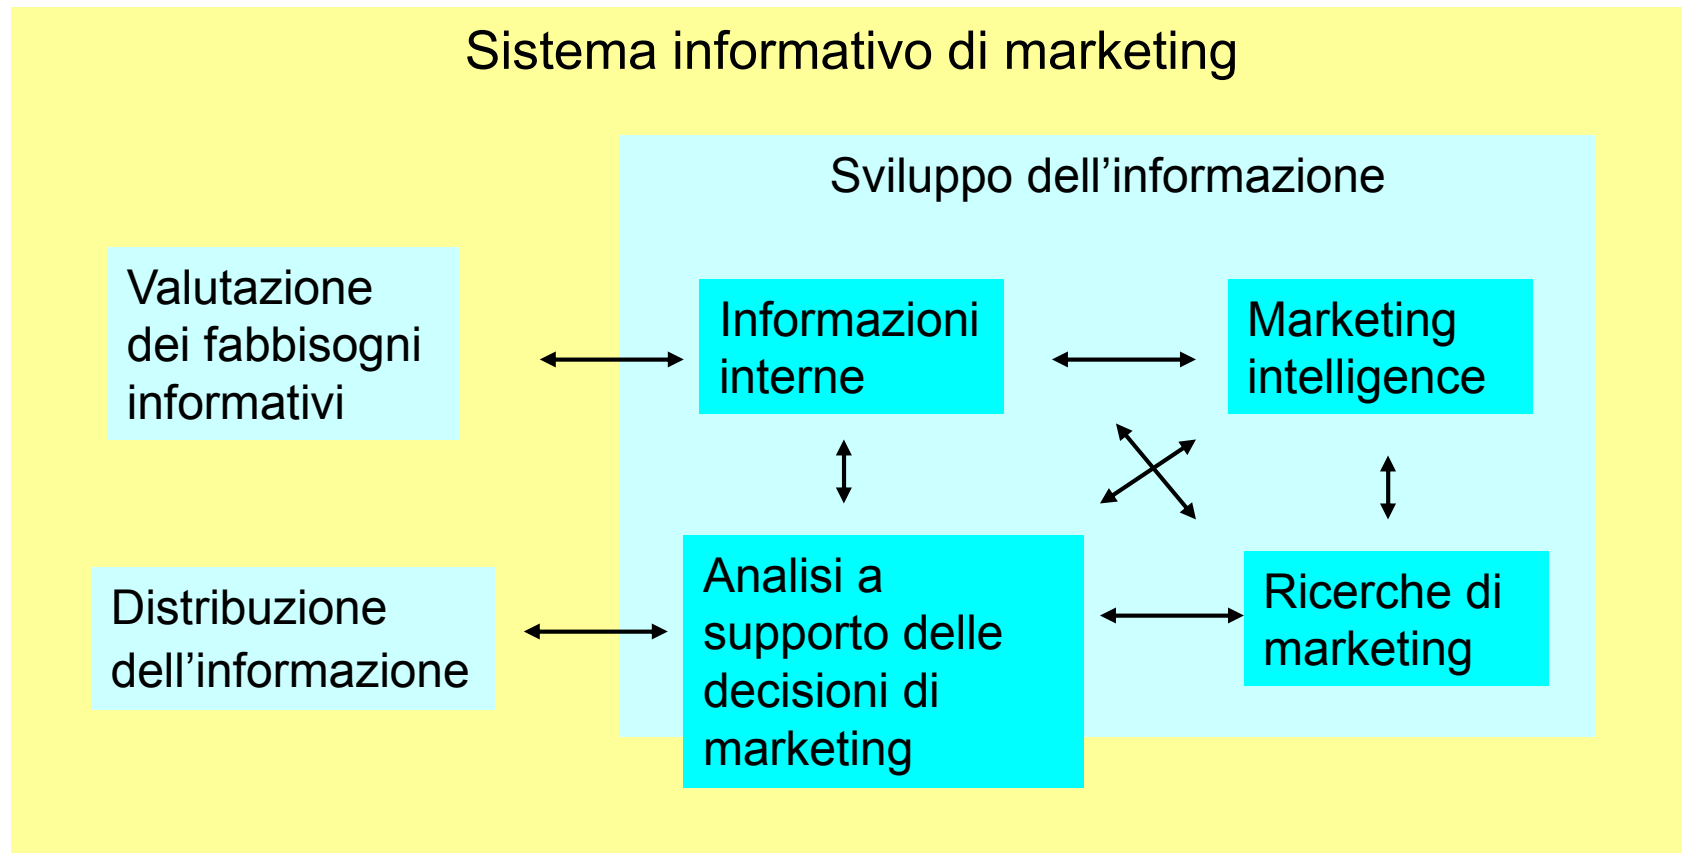 Sistema informativo di marketing
Sviluppo dell’informazione
Valutazione
dei fabbisogni
informativi
Informazioni
interne
Marketing
intelligence
Distribuzione
dell’informazione
Analisi a
supporto delle
decisioni di
marketing
Ricerche di
marketing